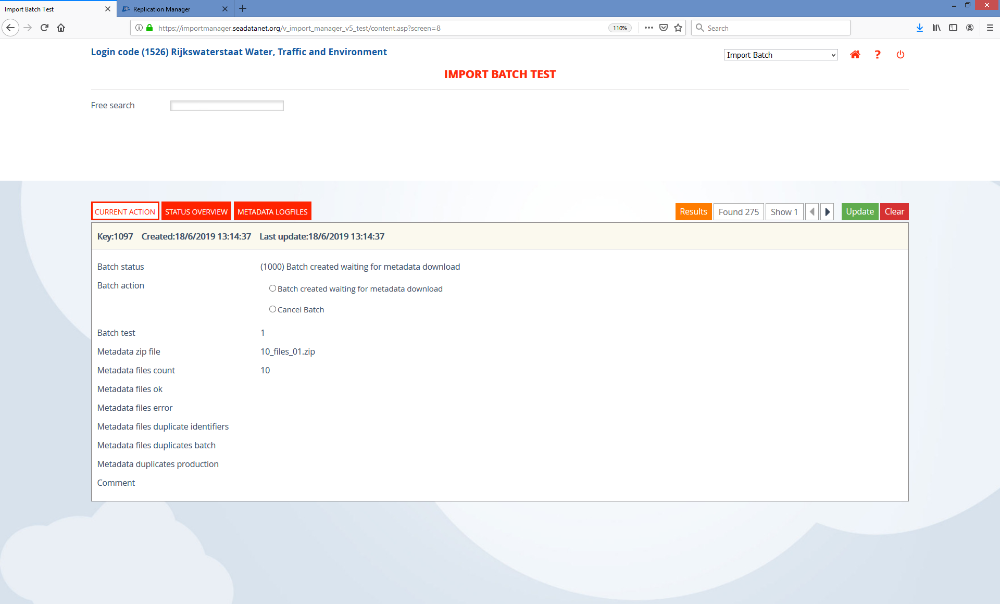 Import Batch Test
Replication Manager
https://importmanager.seadatanet.org/v_import_manager_v5_test/content.asp?screen=8
110%
Search
Login code (1526) Rijkswaterstaat Water, Traffic and Environment
Import Batch
?
IMPORT BATCH TEST
Free search
CURRENT ACTION
STATUS OVERVIEW
METADATA LOGFILES
Results
Found 275
Show 1
Update
Clear
Key:1097 Created:18/6/2019 13:14:37 Last update:18/6/2019 13:14:37
Batch status (1000) Batch created waiting for metadata download
Batch action Batch created waiting for metadata download
Cancel Batch
Batch test 1
Metadata zip file 10_files_01.zip
Metadata files count 10
Metadata files ok
Metadata files error
Metadata files duplicate identifiers
Metadata files duplicates batch
Metadata duplicates production
Comment